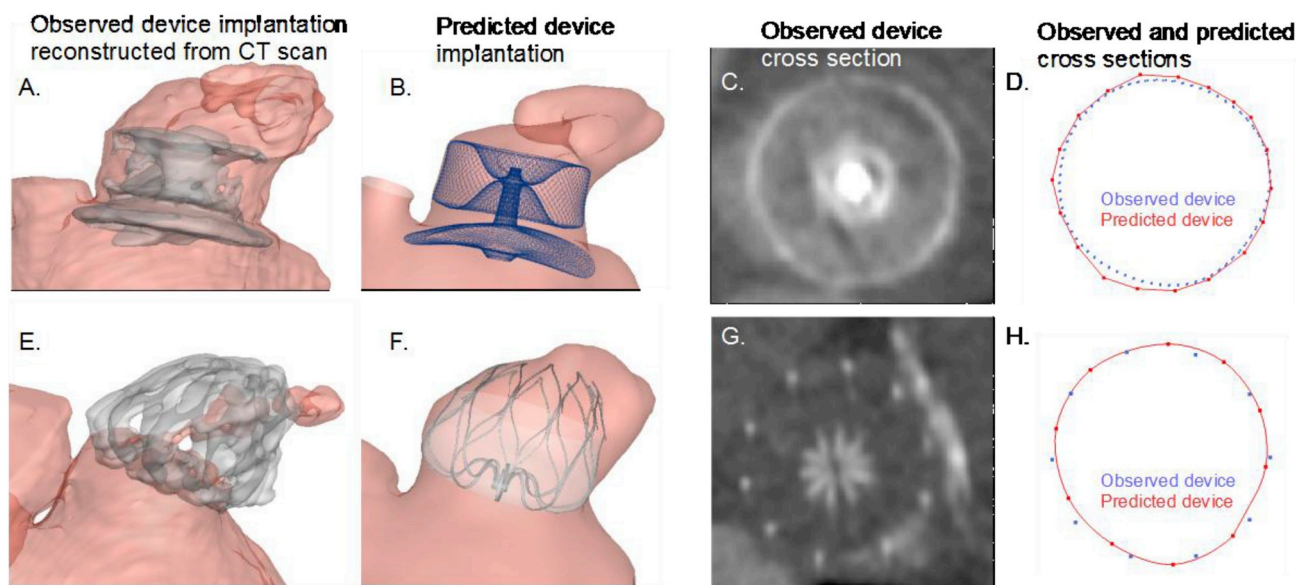 Observed device implantation
reconstructed from CT scan
Predicted device
implantation
Observed device
cross section
Observed and predicted
cross sections
A.
B.
C.
D.
Observed device
Predicted device
E.
F.
G.
H.
Observed device
Predicted device